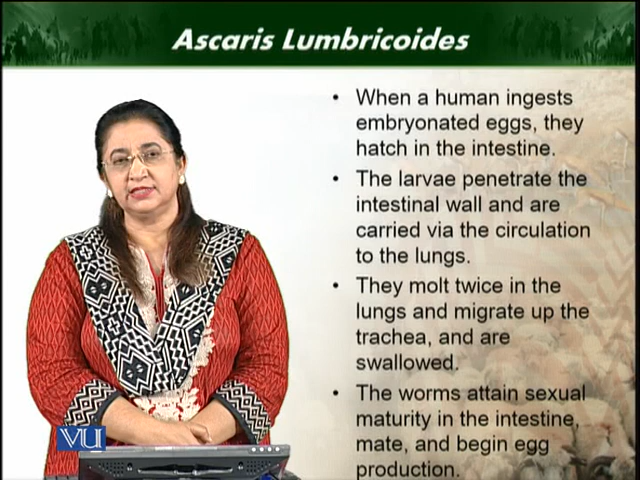 Ascaris Lumbricoides
• When a human ingests
embryonated eggs, they
hatch in the intestine.
• The larvae penetrate the
intestinal wall and are
carried via the circulation
to the lungs.
• They molt twice in the
lungs and migrate up the
trachea, and are
swallowed.
• The worms attain sexual
maturity in the intestine,
mate, and begin egg
production.
VU